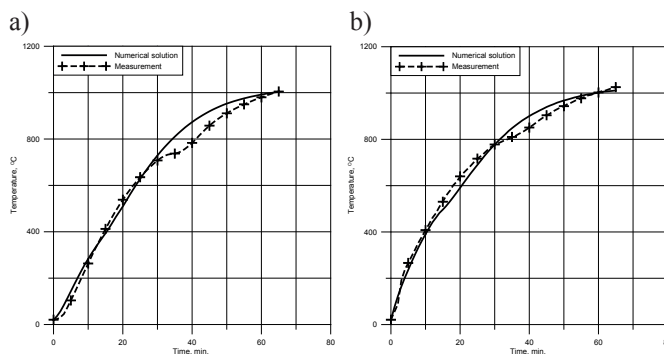 a)
1200
800
400
0
Temperature, °C
Numerical solution
Measurement
0
20
40
60
80
Time, min.
b)
1200
800
400
0
Temperature, °C
Numerical solution
Measurement
0
20
40
60
80
Time, min.